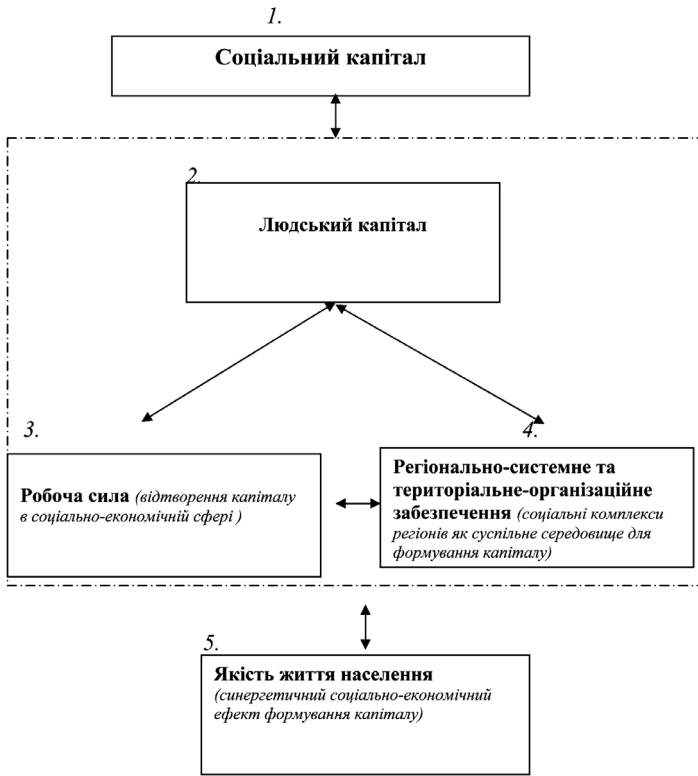 1.
Соціальний капітал
2.
Людський капітал
3.
4.
Робоча сила (відтворення капіталу
в соціально-економічній сфері )
Регіонально-системне та
територіальне-організаційне
забезпечення (соціальні комплекси
регіонів як суспільне середовище для
формування капіталу)
5.
Якість життя населення
(синергетичний соціально-економічний
ефект формування капіталу)